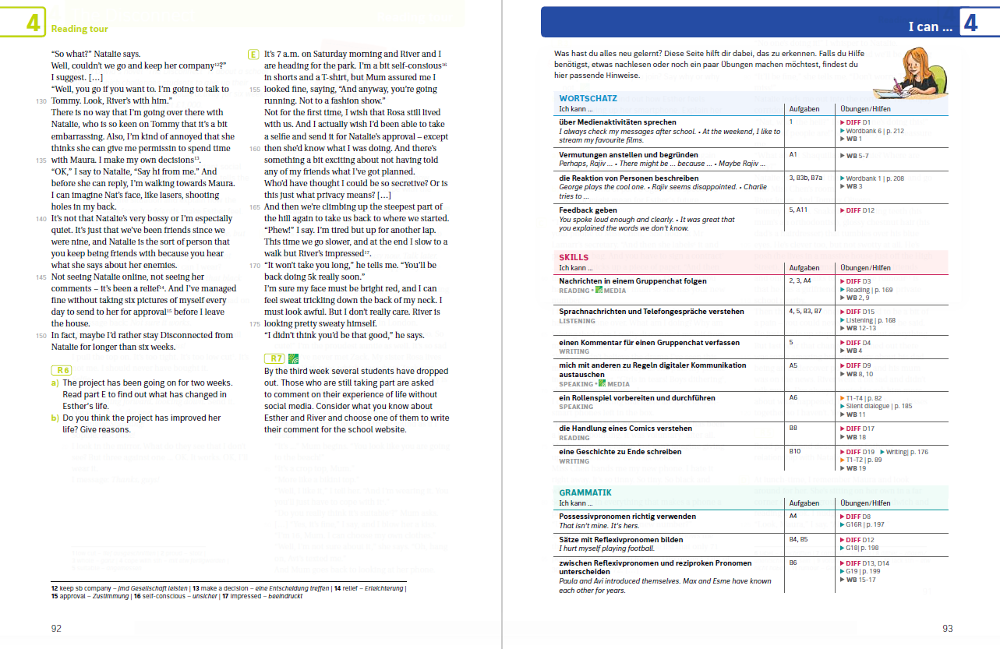 4
Reading tour
“So what?” Natalie says.
Well, couldn’t we go and keep her company¹²?”
I suggest. […]
“Well, you go if you want to. I’m going to talk to
130 Tommy. Look, River’s with him.”
There is no way that I’m going over there with
Natalie, who is so keen on Tommy that it’s a bit
embarrassing. Also, I’m kind of annoyed that she
thinks she can give me permissin to spend time
135 with Maura. I make my own decisions¹³.
“OK,” I say to Natalie, “Say hi from me.” And
before she can reply, I’m walking towards Maura.
I can imagine Nat’s face, like lasers, shooting
holes in my back.
140 It’s not that Natalie’s very bossy or I’m especially
quiet. It’s just that we’ve been friends since we
were nine, and Natalie is the sort of person that
you keep being friends with because you hear
what she says about her enemies.
145 Not seeing Natalie online, not seeing her
comments – it’s been a relief¹⁴. And I’ve managed
fine without taking six pictures of myself every
day to send to her for approval¹⁵ before I leave
the house.
150 In fact, maybe I’d rather stay Disconnected from
Natalie for longer than six weeks.
R6
a) The project has been going on for two weeks.
Read part E to find out what has changed in
Esther’s life.
b) Do you think the project has improved her
life? Give reasons.
E It’s 7 a.m. on Saturday morning and River and I
are heading for the park. I’m a bit self-consious¹⁶
in shorts and a T-shirt, but Mum assured me I
155 looked fine, saying, “And anyway, you’re going
running. Not to a fashion show.”
Not for the first time, I wish that Rosa still lived
with us. And I actually wish I’d been able to take
a selfie and send it for Natalie’s approval – except
160 then she’d know what I was doing. And there’s
something a bit exciting about not having told
any of my friends what I’ve got planned.
Who’d have thought I could be so secretive? Or is
this just what privacy means? […]
165 And then we’re climbing up the steepest part of
the hill again to take us back to where we started.
“Phew!” I say. I’m tired but up for another lap.
This time we go slower, and at the end I slow to a
walk but River’s impressed¹⁷.
170 “It won’t take you long,” he tells me. “You’ll be
back doing 5k really soon.”
I’m sure my face must be bright red, and I can
feel sweat trickling down the back of my neck. I
must look awful. But I don’t really care. River is
175 looking pretty sweaty himself.
“I didn’t think you’d be that good,” he says.
R7
By the third week several students have dropped
out. Those who are still taking part are asked
to comment on their experience of life without
social media. Consider what you know about
Esther and River and choose one of them to write
their comment for the school website.
12 keep sb company – jmd Gesellschaft leisten | 13 make a decision – eine Entscheidung treffen | 14 relief – Erleichterung |
15 approval – Zustimmung | 16 self-conscious – unsicher | 17 impressed – beeindruckt
92
I can … 4
Was hast du alles neu gelernt? Diese Seite hilft dir dabei, das zu erkennen. Falls du Hilfe
benötigst, etwas nachlesen oder noch ein paar Übungen machen möchtest, findest du
hier passende Hinweise.
WORTSCHATZ
Ich kann … Aufgaben Übungen/Hilfen
über Medienaktivitäten sprechen 1 ▶ DIFF D1
I always check my messages after school. • At the weekend, I like to ▶ Wordbank 6 | p. 212
stream my favourite films. ▶ WB 1
Vermutungen anstellen und begründen A1 ▶ WB 5-7
Perhaps, Rajiv … • There might be … because … • Maybe Rajiv …
die Reaktion von Personen beschreiben 3, B3b, B7a ▶ Wordbank 1 | p. 208
George plays the cool one. • Rajiv seems disappointed. • Charlie ▶ WB 3
tries to …
Feedback geben 5, A11 ▶ DIFF D12
You spoke loud enough and clearly. • It was great that
you explained the words we don’t know.
SKILLS
Ich kann … Aufgaben Übungen/Hilfen
Nachrichten in einem Gruppenchat folgen 2, 3, A4 ▶ DIFF D3
READING • MEDIA ▶ Reading | p. 169
▶ WB 2, 9
Sprachnachrichten und Telefongespräche verstehen 4, 5, B3, B7 ▶ DIFF D15
LISTENING ▶ Listening | p. 168
▶ WB 12-13
einen Kommentar für einen Gruppenchat verfassen 5 ▶ DIFF D4
WRITING ▶ WB 4
mich mit anderen zu Regeln digitaler Kommunikation A5 ▶ DIFF D9
austauschen ▶ WB 8, 10
SPEAKING • MEDIA
ein Rollenspiel vorbereiten und durchführen A6 ▶ T1-T4 | p. 82
SPEAKING ▶ Silent dialogue | p. 185
▶ WB 11
die Handlung eines Comics verstehen B8 ▶ DIFF D17
READING ▶ WB 18
eine Geschichte zu Ende schreiben B10 ▶ DIFF D19 ▶ Writing| p. 176
WRITING ▶ T1-T2 | p. 89
▶ WB 19
GRAMMATIK
Ich kann … Aufgaben Übungen/Hilfen
Possessivpronomen richtig verwenden A4 ▶ DIFF D8
That isn’t mine. It’s hers. ▶ G16R | p. 197
Sätze mit Reflexivpronomen bilden B4, B5 ▶ DIFF D12
I hurt myself playing football. ▶ G18| p. 198
zwischen Reflexivpronomen und reziproken Pronomen B6 ▶ DIFF D13, D14
unterscheiden ▶ G19 | p. 199
Paula and Avi introduced themselves. Max and Esme have known ▶ WB 15-17
each other for years.
93